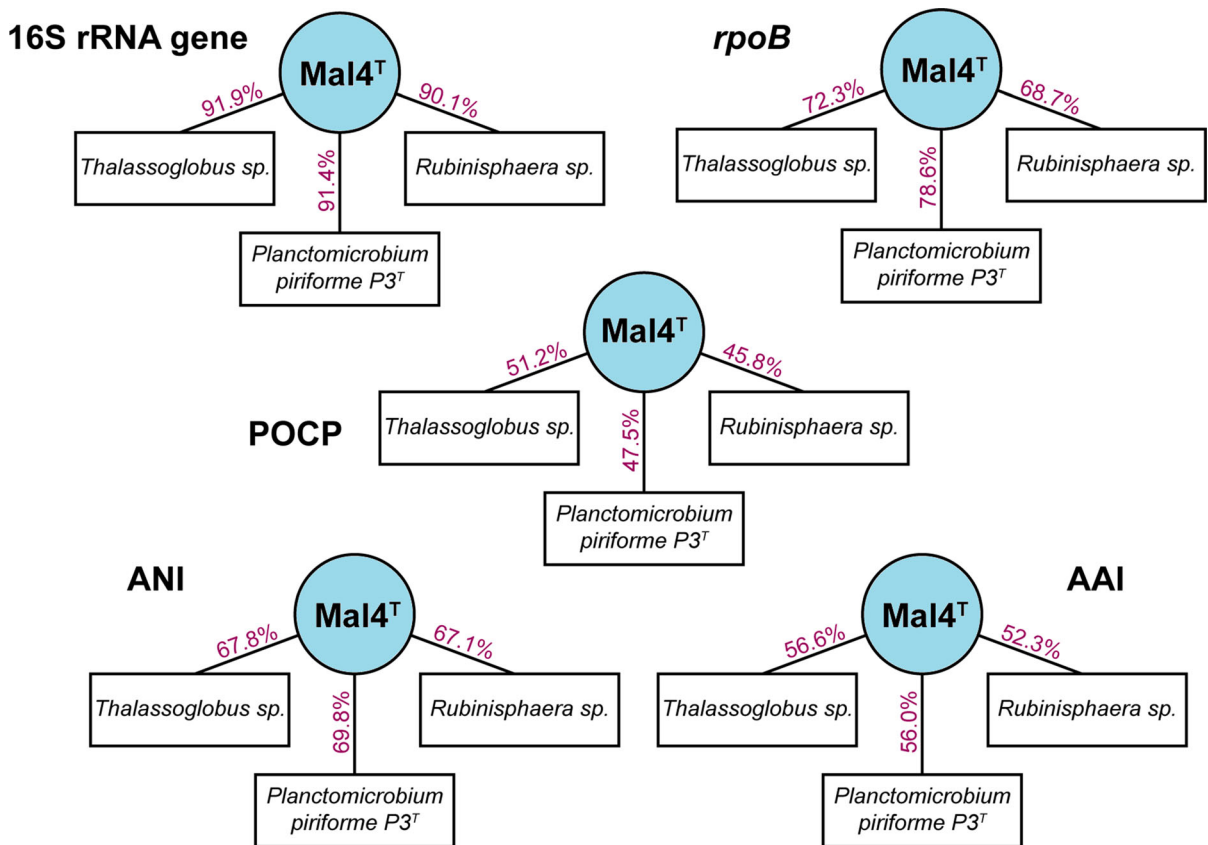 16S rRNA gene
Mal4ᵀ
91.9%
90.1%
91.4%
Thalassoglobus sp.
Rubinisphaera sp.
Planctomicrobium
piriforme P3ᵀ
rpoB
Mal4ᵀ
72.3%
68.7%
78.6%
Thalassoglobus sp.
Rubinisphaera sp.
Planctomicrobium
piriforme P3ᵀ
POCP
Mal4ᵀ
51.2%
45.8%
47.5%
Thalassoglobus sp.
Rubinisphaera sp.
Planctomicrobium
piriforme P3ᵀ
ANI
Mal4ᵀ
67.8%
67.1%
69.8%
Thalassoglobus sp.
Rubinisphaera sp.
Planctomicrobium
piriforme P3ᵀ
AAI
Mal4ᵀ
56.6%
52.3%
56.0%
Thalassoglobus sp.
Rubinisphaera sp.
Planctomicrobium
piriforme P3ᵀ